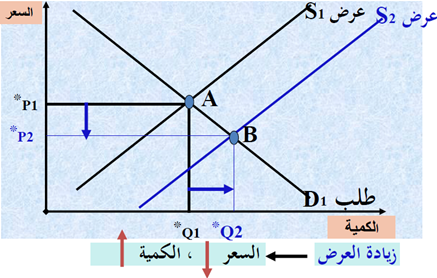 السعر
عرض S1
عرض S2
*P1
A
*P2
B
طلب D1
الكمية
*Q1 *Q2
زيادة العرض ← السعر ↓ ، الكمية ↑